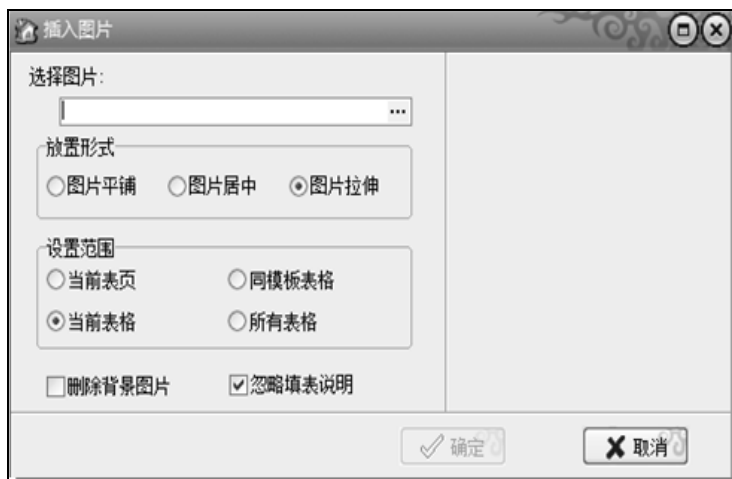 插入图片
选择图片:
...
放置形式
图片平铺 图片居中 图片拉伸
设置范围
当前表页 同模板表格
当前表格 所有表格
删除背景图片 忽略填表说明
确定 取消